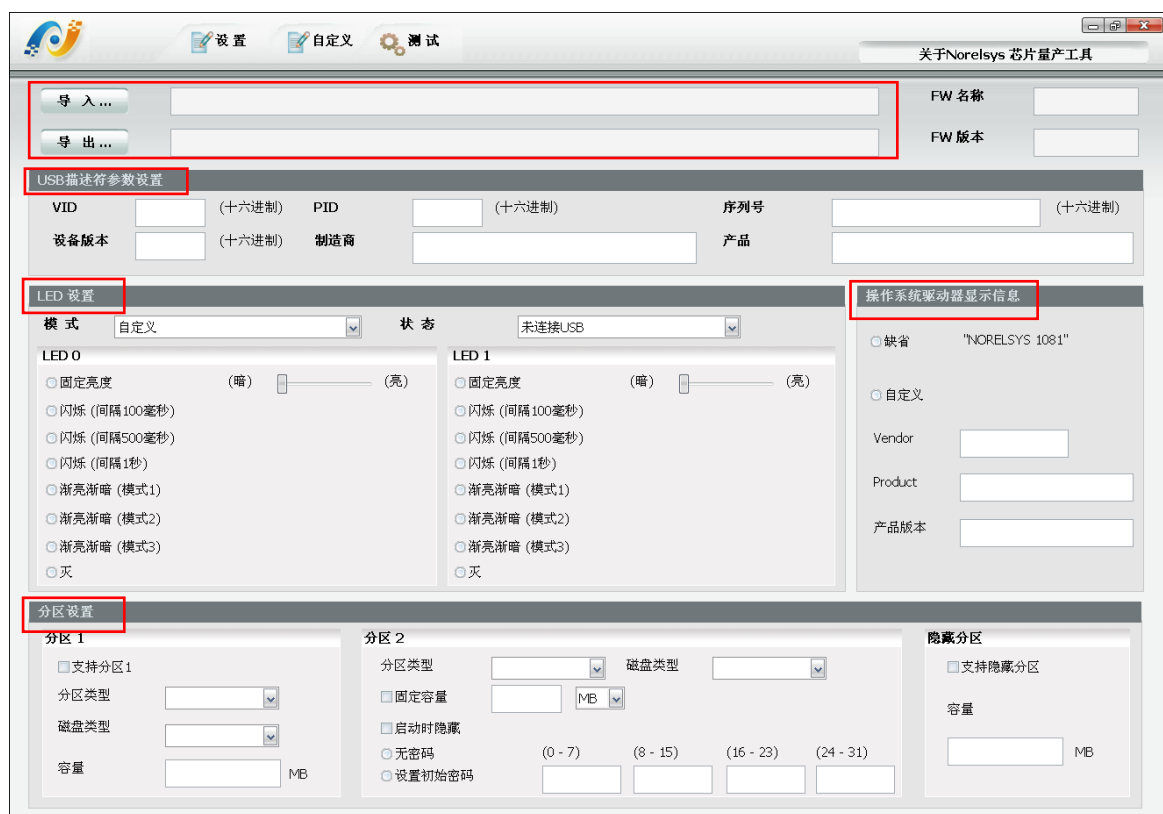 设 置 自定义 测 试
关于Norelsys 芯片量产工具
导 入 ... FW 名称
导 出 ... FW 版本
USB描述符参数设置
VID (十六进制) PID (十六进制) 序列号 (十六进制)
设备版本 (十六进制) 制造商 产品
LED 设置
模 式 自定义 状 态 未连接USB
LED 0
固定亮度 (暗) (亮)
闪烁 (间隔100毫秒)
闪烁 (间隔500毫秒)
闪烁 (间隔1秒)
渐亮渐暗 (模式1)
渐亮渐暗 (模式2)
渐亮渐暗 (模式3)
灭
LED 1
固定亮度 (暗) (亮)
闪烁 (间隔100毫秒)
闪烁 (间隔500毫秒)
闪烁 (间隔1秒)
渐亮渐暗 (模式1)
渐亮渐暗 (模式2)
渐亮渐暗 (模式3)
灭
操作系统驱动器显示信息
缺省 "NORELSYS 1081"
自定义
Vendor
Product
产品版本
分区设置
分区 1
支持分区1
分区类型
磁盘类型
容量 MB
分区 2
分区类型 磁盘类型
固定容量 MB
启动时隐藏
无密码 (0 - 7) (8 - 15) (16 - 23) (24 - 31)
设置初始密码
隐藏分区
支持隐藏分区
容量
MB